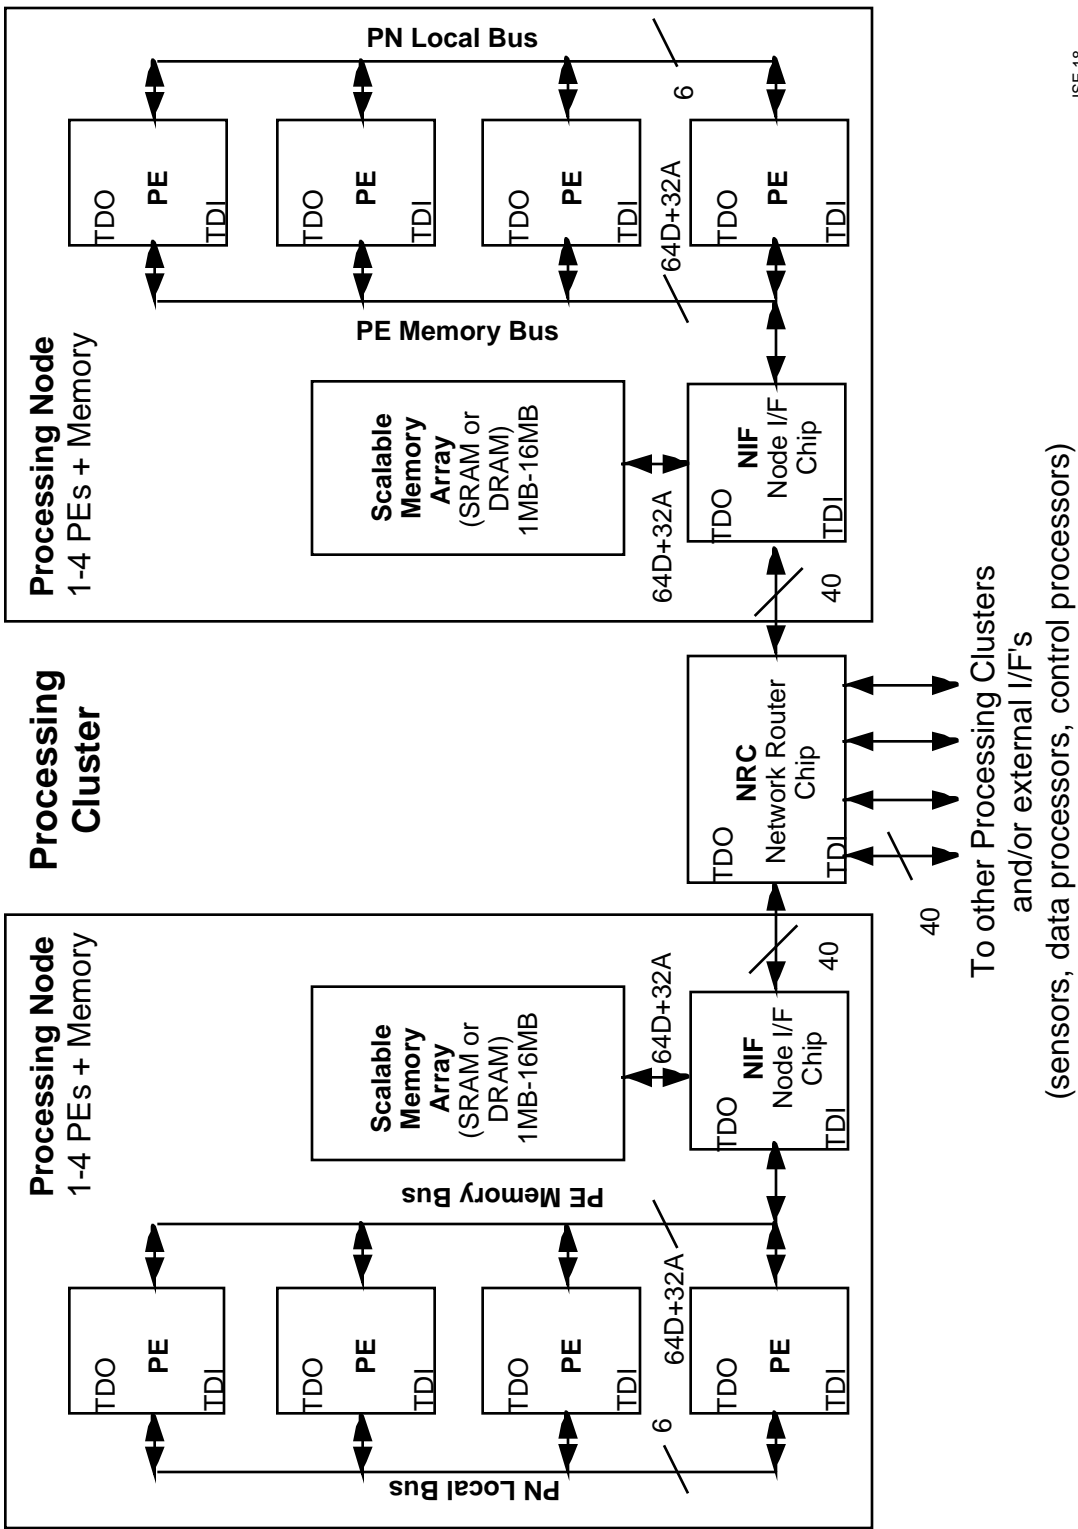 Processing
Cluster
Processing Node
1-4 PEs + Memory
PN Local Bus
6
TDO
PE
TDI
TDO
PE
TDI
TDO
PE
TDI
TDO
PE
TDI
64D+32A
PE Memory Bus
Scalable
Memory
Array
(SRAM or
DRAM)
1MB-16MB
64D+32A
TDO
NIF
Node I/F
Chip
TDI
40
TDO
NRC
Network Router
Chip
TDI
40
Processing Node
1-4 PEs + Memory
Scalable
Memory
Array
(SRAM or
DRAM)
1MB-16MB
64D+32A
TDO
NIF
Node I/F
Chip
TDI
40
PE Memory Bus
64D+32A
TDO
PE
TDI
TDO
PE
TDI
TDO
PE
TDI
TDO
PE
TDI
PN Local Bus
6
To other Processing Clusters
and/or external I/F's
(sensors, data processors, control processors)